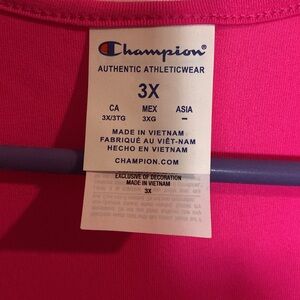 Champion
AUTHENTIC ATHLETICWEAR
3X
CA MEX ASIA
3X/3TG 3XG –
MADE IN VIETNAM
FABRIQUÉ AU VIÊT-NAM
HECHO EN VIETNAM
CHAMPION.COM
EXCLUSIVE OF DECORATION
MADE IN VIETNAM
3X